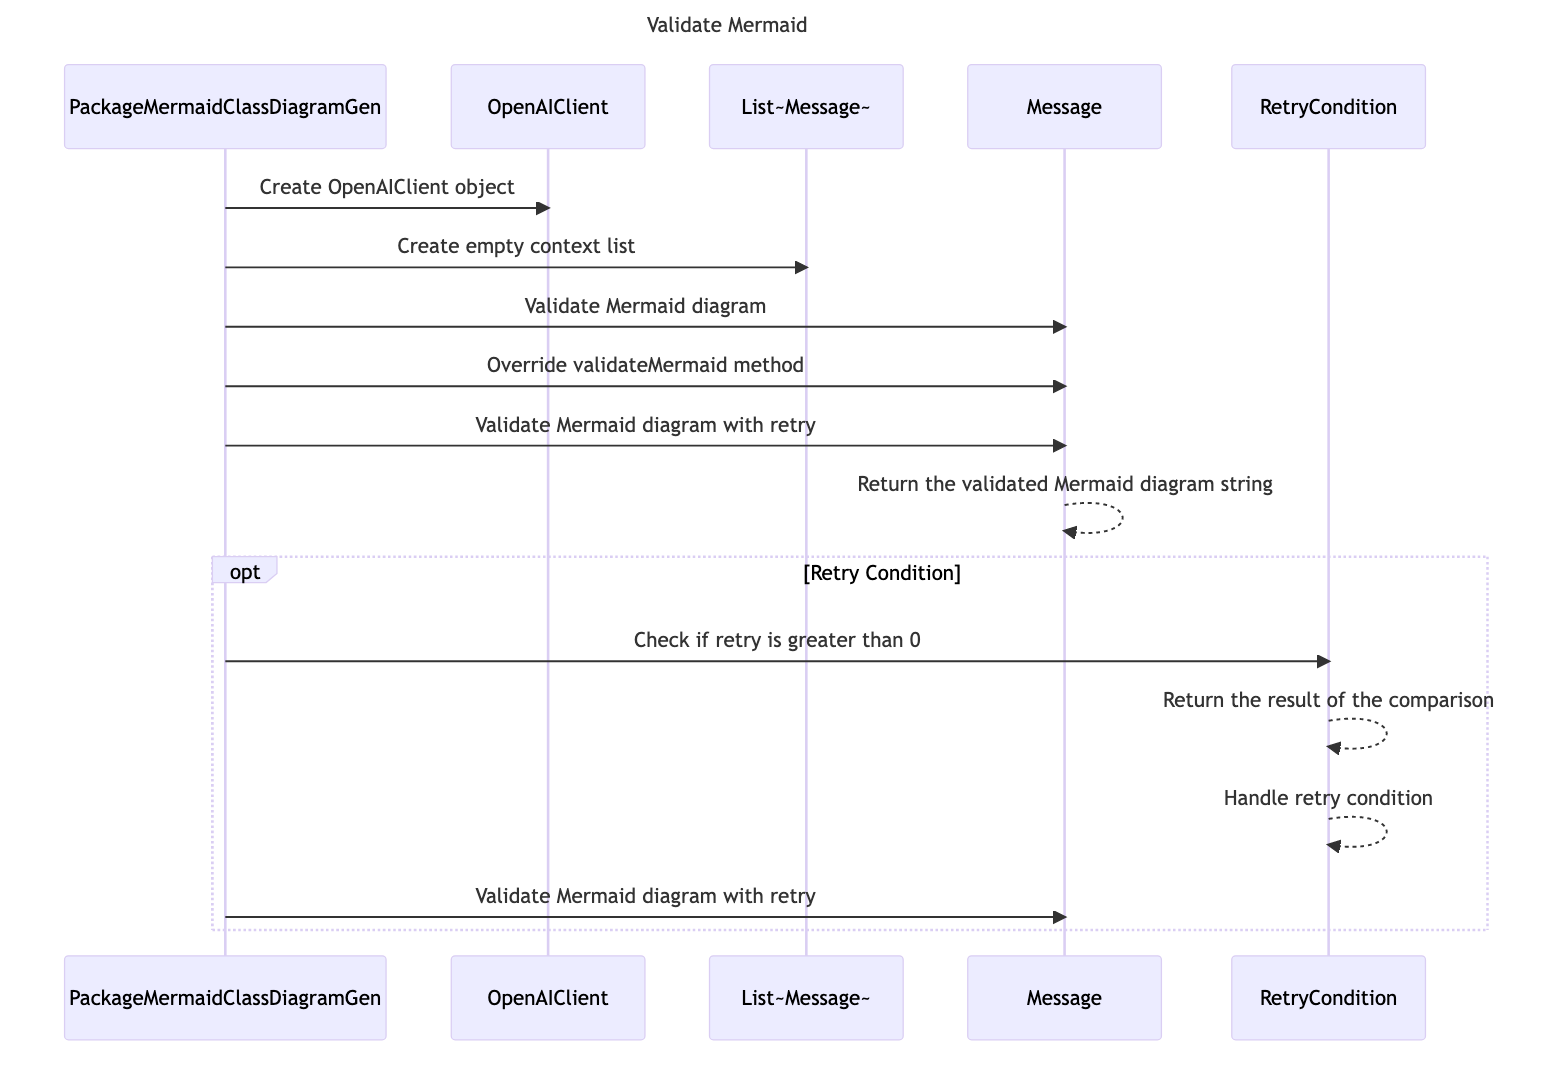 Validate Mermaid
PackageMermaidClassDiagramGen
OpenAIClient
List~Message~
Message
RetryCondition
Create OpenAIClient object
Create empty context list
Validate Mermaid diagram
Override validateMermaid method
Validate Mermaid diagram with retry
Return the validated Mermaid diagram string
opt
[Retry Condition]
Check if retry is greater than 0
Return the result of the comparison
Handle retry condition
Validate Mermaid diagram with retry
PackageMermaidClassDiagramGen
OpenAIClient
List~Message~
Message
RetryCondition